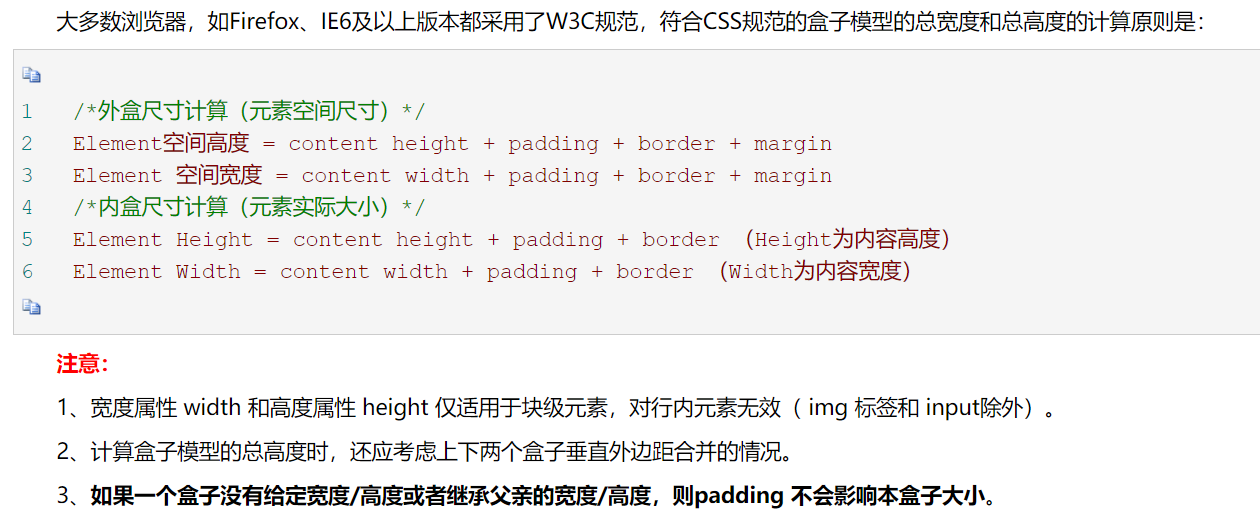 大多数浏览器，如Firefox、IE6及以上版本都采用了W3C规范，符合CSS规范的盒子模型的总宽度和总高度的计算原则是：
1 /*外盒尺寸计算（元素空间尺寸）*/
2 Element空间高度 = content height + padding + border + margin
3 Element 空间宽度 = content width + padding + border + margin
4 /*内盒尺寸计算（元素实际大小）*/
5 Element Height = content height + padding + border （Height为内容高度）
6 Element Width = content width + padding + border （Width为内容宽度）
注意：
1、宽度属性 width 和高度属性 height 仅适用于块级元素，对行内元素无效（ img 标签和 input除外）。
2、计算盒子模型的总高度时，还应考虑上下两个盒子垂直外边距合并的情况。
3、如果一个盒子没有给定宽度/高度或者继承父亲的宽度/高度，则padding 不会影响本盒子大小。